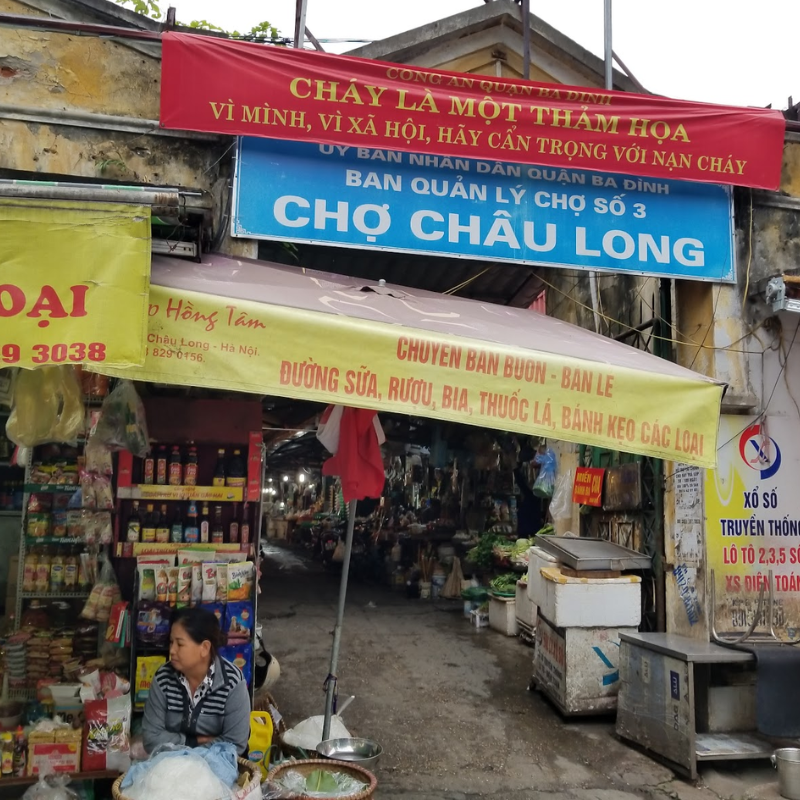 CÔNG AN QUẬN BA ĐÌNH
CHÁY LÀ MỘT THẢM HỌA
VÌ MÌNH, VÌ XÃ HỘI, HÃY CẨN TRỌNG VỚI NẠN CHÁY
ỦY BAN NHÂN DÂN QUẬN BA ĐÌNH
BAN QUẢN LÝ CHỢ SỐ 3
CHỢ CHÂU LONG
OẠI
9 3038
Hồng Tâm
Châu Long - Hà Nội.
829 0156.
CHUYÊN BÁN BUÔN - BÁN LẺ
ĐƯỜNG SỮA, RƯỢU, BIA, THUỐC LÁ, BÁNH KẸO CÁC LOẠI
XỔ SỐ
TRUYỀN THỐNG
LÔ TÔ 2,3,5 SỐ
XS ĐIỆN TOÁN